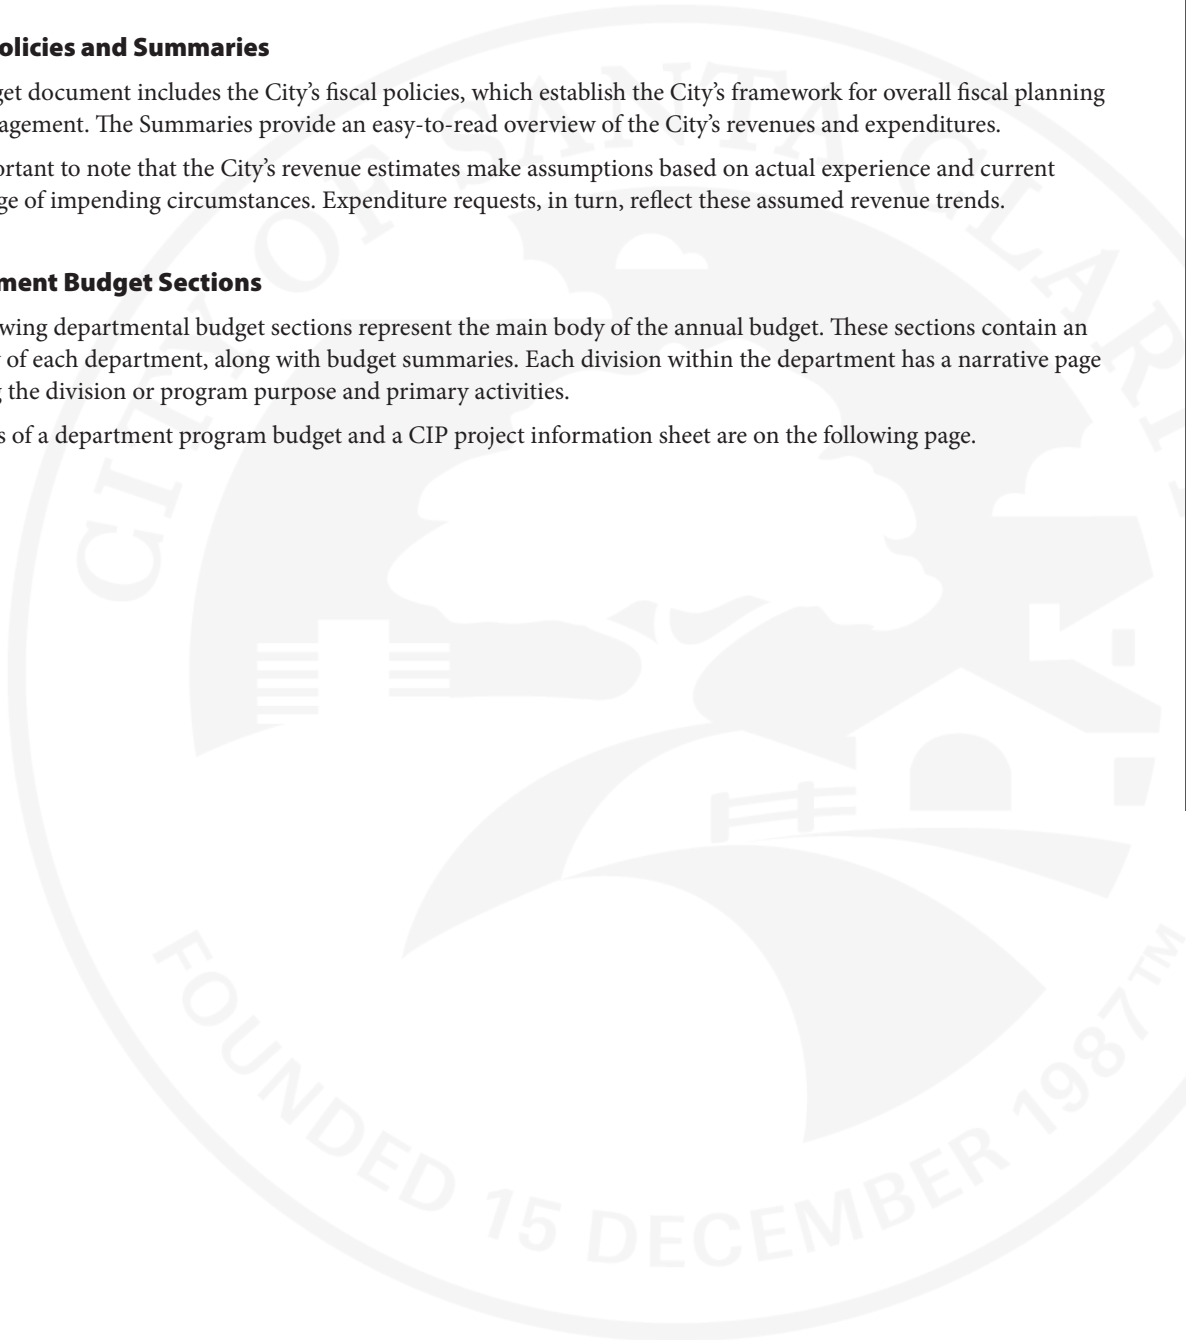 olicies and Summaries
get document includes the City’s fiscal policies, which establish the City’s framework for overall fiscal planning
agement. The Summaries provide an easy-to-read overview of the City’s revenues and expenditures.
ortant to note that the City’s revenue estimates make assumptions based on actual experience and current
ge of impending circumstances. Expenditure requests, in turn, reflect these assumed revenue trends.
ment Budget Sections
wing departmental budget sections represent the main body of the annual budget. These sections contain an
of each department, along with budget summaries. Each division within the department has a narrative page
g the division or program purpose and primary activities.
s of a department program budget and a CIP project information sheet are on the following page.
CITY OF SANTA CLARI
FOUNDED 15 DECEMBER 1987™